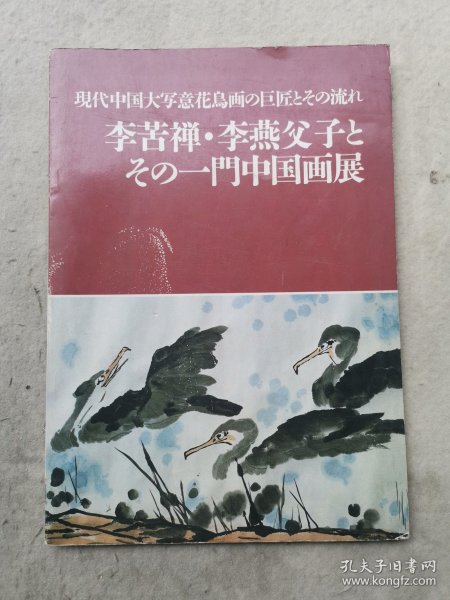 現代中国大写意花鳥画の巨匠とその流れ
李苦禅・李燕父子と
その一門中国画展
孔夫子旧书网
www.kongfz.com